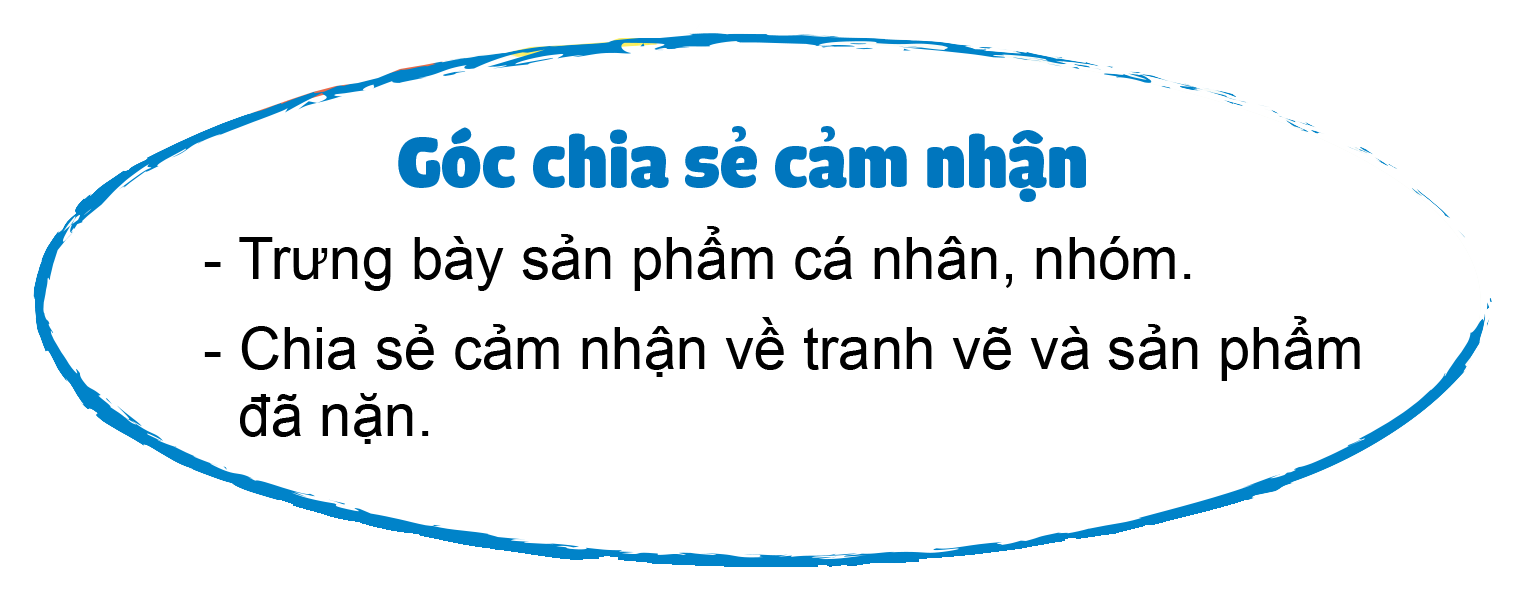 Góc chia sẻ cảm nhận
- Trưng bày sản phẩm cá nhân, nhóm.
- Chia sẻ cảm nhận về tranh vẽ và sản phẩm
đã nặn.